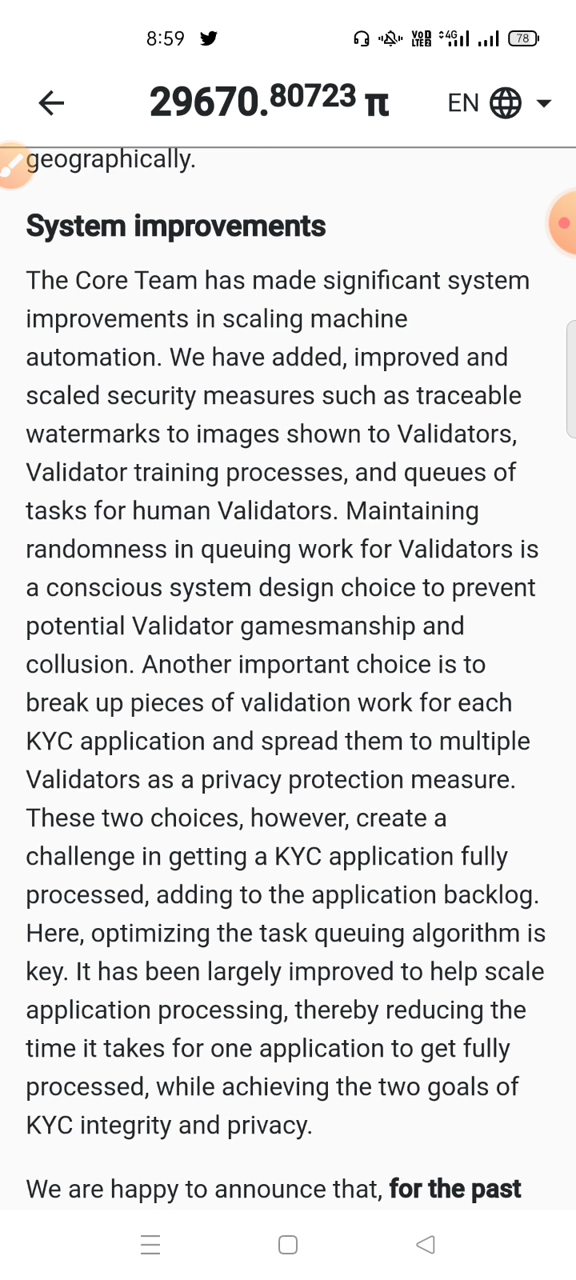 8:59
VoD LTE2 4G 78
29670.80723 π EN
geographically.
System improvements
The Core Team has made significant system
improvements in scaling machine
automation. We have added, improved and
scaled security measures such as traceable
watermarks to images shown to Validators,
Validator training processes, and queues of
tasks for human Validators. Maintaining
randomness in queuing work for Validators is
a conscious system design choice to prevent
potential Validator gamesmanship and
collusion. Another important choice is to
break up pieces of validation work for each
KYC application and spread them to multiple
Validators as a privacy protection measure.
These two choices, however, create a
challenge in getting a KYC application fully
processed, adding to the application backlog.
Here, optimizing the task queuing algorithm is
key. It has been largely improved to help scale
application processing, thereby reducing the
time it takes for one application to get fully
processed, while achieving the two goals of
KYC integrity and privacy.
We are happy to announce that, for the past